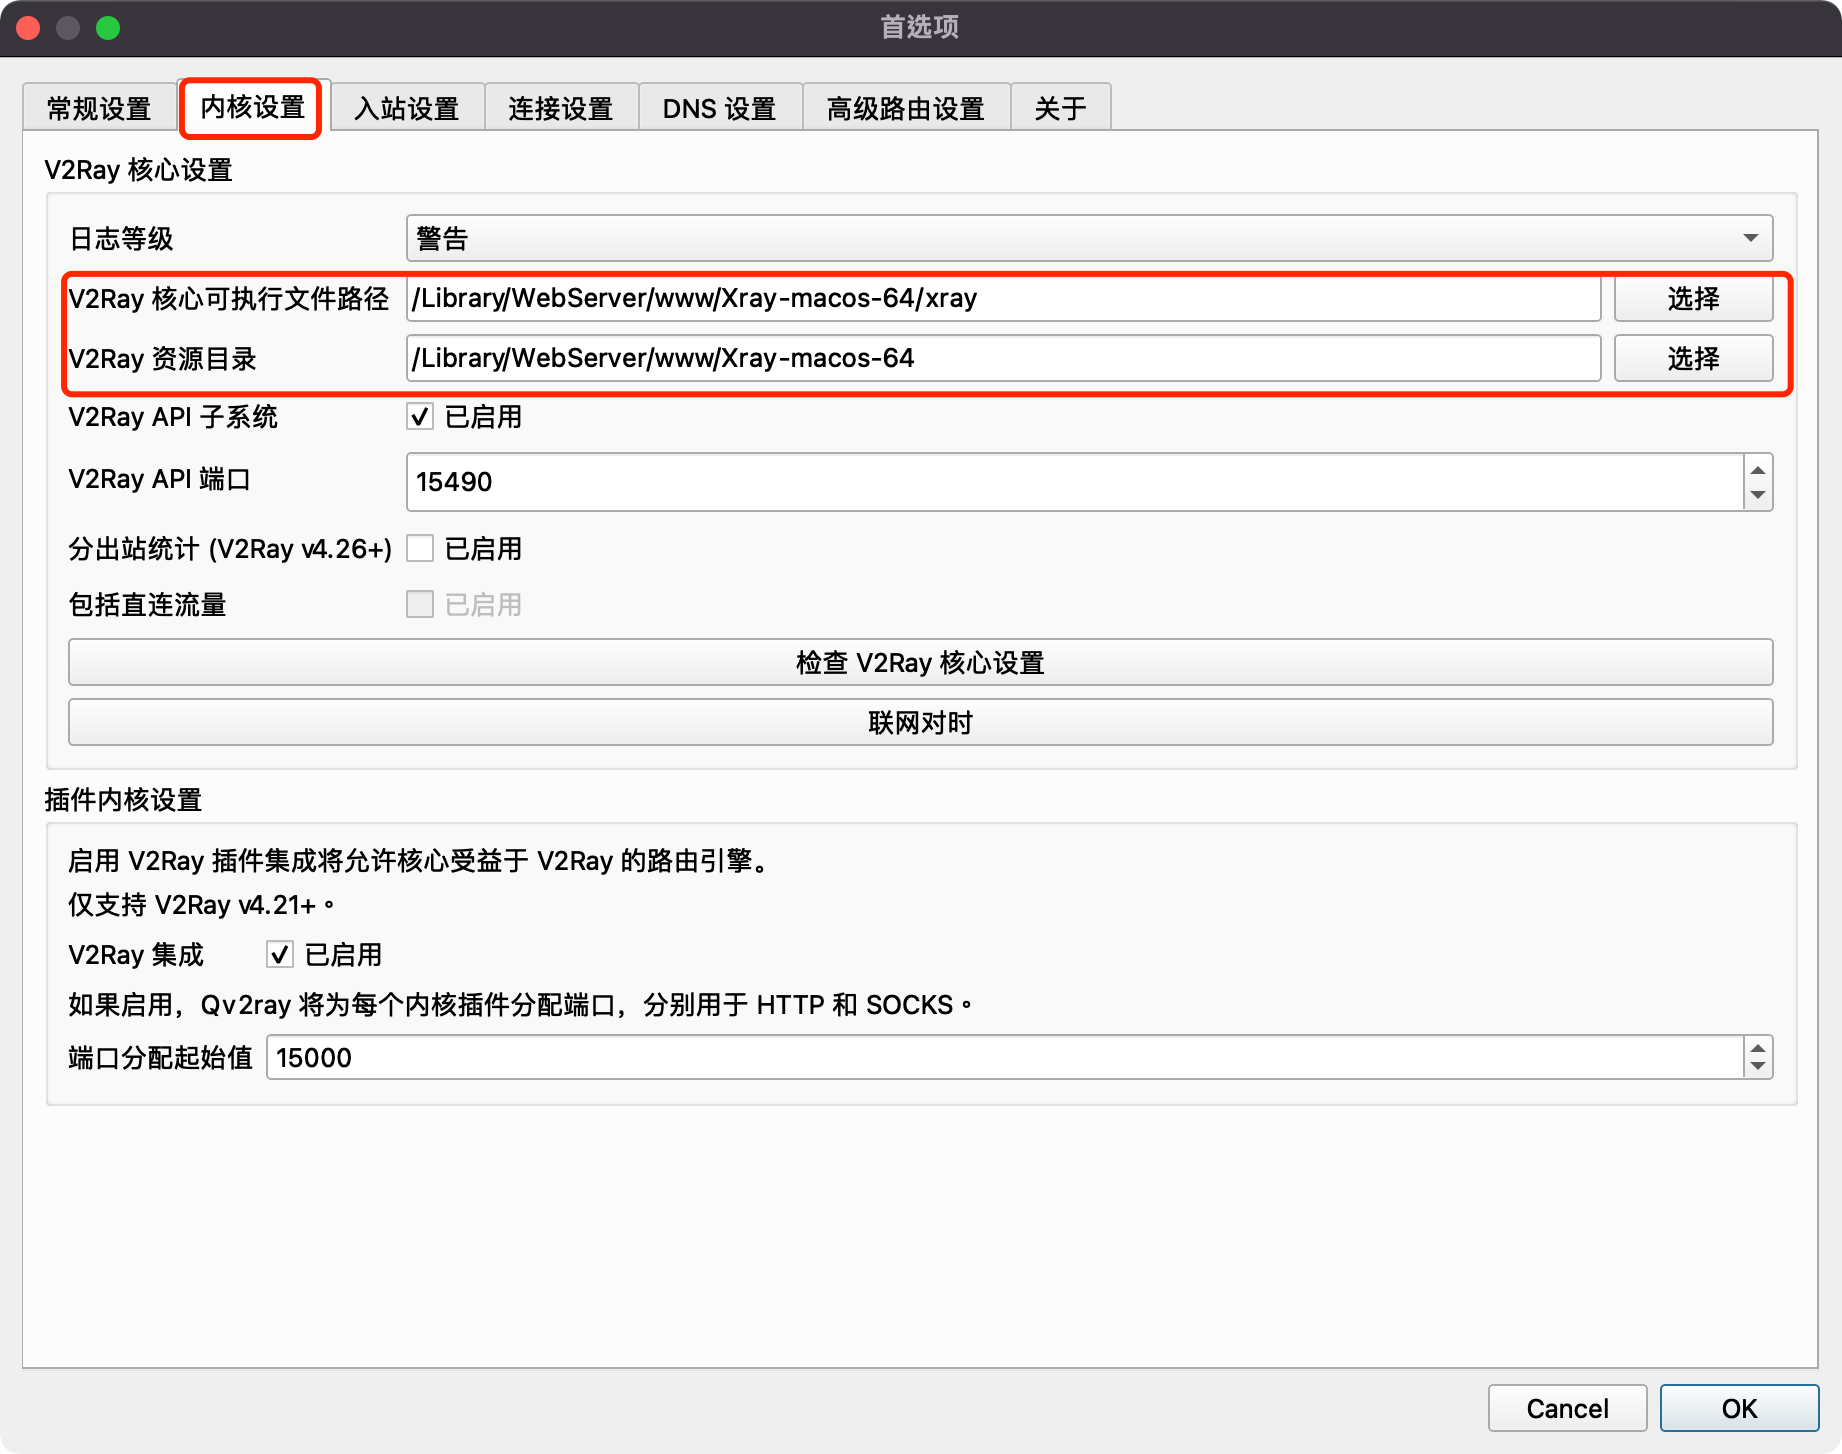 首选项
常规设置 内核设置 入站设置 连接设置 DNS 设置 高级路由设置 关于
V2Ray 核心设置
日志等级 警告
V2Ray 核心可执行文件路径 /Library/WebServer/www/Xray-macos-64/xray 选择
V2Ray 资源目录 /Library/WebServer/www/Xray-macos-64 选择
V2Ray API 子系统 已启用
V2Ray API 端口 15490
分出站统计 (V2Ray v4.26+) 已启用
包括直连流量 已启用
检查 V2Ray 核心设置
联网对时
插件内核设置
启用 V2Ray 插件集成将允许核心受益于 V2Ray 的路由引擎。
仅支持 V2Ray v4.21+。
V2Ray 集成 已启用
如果启用，Qv2ray 将为每个内核插件分配端口，分别用于 HTTP 和 SOCKS。
端口分配起始值 15000
Cancel OK